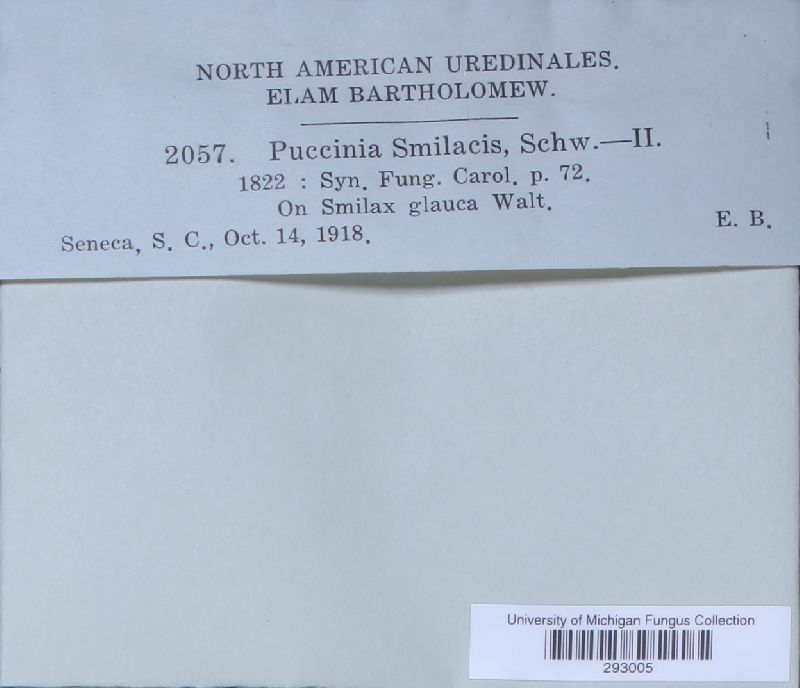 NORTH AMERICAN UREDINALES.
ELAM BARTHOLOMEW.
2057. Puccinia Smilacis, Schw.—II.
1822 : Syn. Fung. Carol. p. 72.
On Smilax glauca Walt.
Seneca, S. C., Oct. 14, 1918. E. B.
University of Michigan Fungus Collection
293005